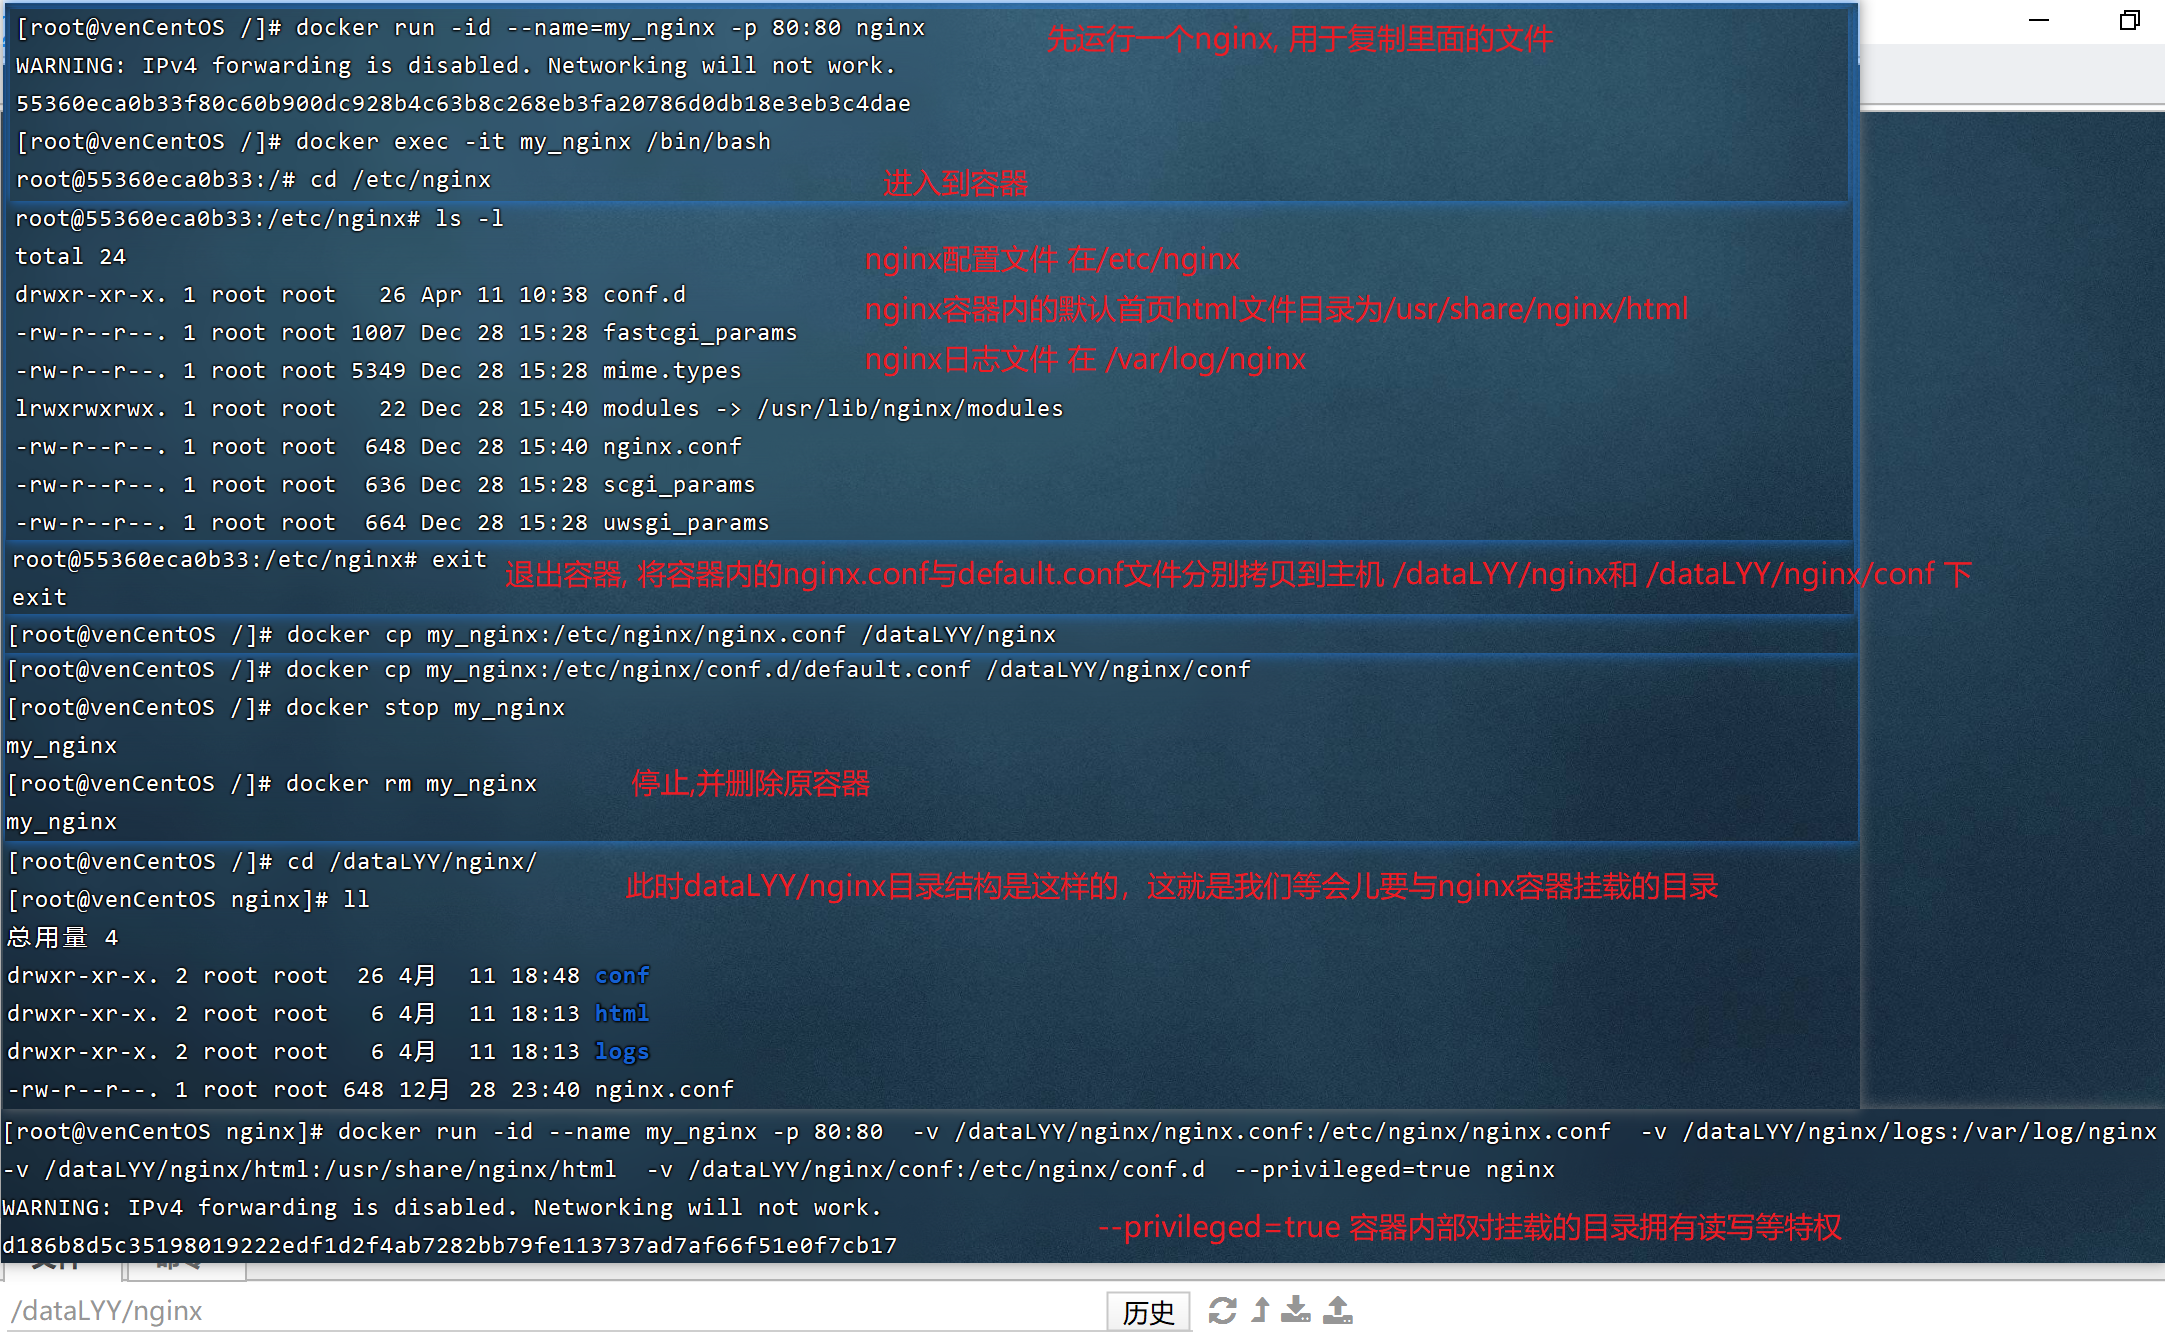 [root@venCentOS /]# docker run -id --name=my_nginx -p 80:80 nginx
先运行一个nginx, 用于复制里面的文件
WARNING: IPv4 forwarding is disabled. Networking will not work.
55360eca0b33f80c60b900dc928b4c63b8c268eb3fa20786d0db18e3eb3c4dae
[root@venCentOS /]# docker exec -it my_nginx /bin/bash
root@55360eca0b33:/# cd /etc/nginx
进入到容器
root@55360eca0b33:/etc/nginx# ls -l
total 24
nginx配置文件 在/etc/nginx
drwxr-xr-x. 1 root root   26 Apr 11 10:38 conf.d
nginx容器内的默认首页html文件目录为/usr/share/nginx/html
-rw-r--r--. 1 root root 1007 Dec 28 15:28 fastcgi_params
nginx日志文件 在 /var/log/nginx
-rw-r--r--. 1 root root 5349 Dec 28 15:28 mime.types
lrwxrwxrwx. 1 root root   22 Dec 28 15:40 modules -> /usr/lib/nginx/modules
-rw-r--r--. 1 root root  648 Dec 28 15:40 nginx.conf
-rw-r--r--. 1 root root  636 Dec 28 15:28 scgi_params
-rw-r--r--. 1 root root  664 Dec 28 15:28 uwsgi_params
root@55360eca0b33:/etc/nginx# exit
退出容器, 将容器内的nginx.conf与default.conf文件分别拷贝到主机 /dataLYY/nginx和 /dataLYY/nginx/conf 下
exit
[root@venCentOS /]# docker cp my_nginx:/etc/nginx/nginx.conf /dataLYY/nginx
[root@venCentOS /]# docker cp my_nginx:/etc/nginx/conf.d/default.conf /dataLYY/nginx/conf
[root@venCentOS /]# docker stop my_nginx
my_nginx
[root@venCentOS /]# docker rm my_nginx
停止,并删除原容器
my_nginx
[root@venCentOS /]# cd /dataLYY/nginx/
此时dataLYY/nginx目录结构是这样的，这就是我们等会儿要与nginx容器挂载的目录
[root@venCentOS nginx]# ll
总用量 4
drwxr-xr-x. 2 root root  26 4月  11 18:48 conf
drwxr-xr-x. 2 root root   6 4月  11 18:13 html
drwxr-xr-x. 2 root root   6 4月  11 18:13 logs
-rw-r--r--. 1 root root 648 12月 28 23:40 nginx.conf
[root@venCentOS nginx]# docker run -id --name my_nginx -p 80:80  -v /dataLYY/nginx/nginx.conf:/etc/nginx/nginx.conf  -v /dataLYY/nginx/logs:/var/log/nginx
-v /dataLYY/nginx/html:/usr/share/nginx/html  -v /dataLYY/nginx/conf:/etc/nginx/conf.d  --privileged=true nginx
WARNING: IPv4 forwarding is disabled. Networking will not work.
--privileged=true 容器内部对挂载的目录拥有读写等特权
d186b8d5c35198019222edf1d2f4ab7282bb79fe113737ad7af66f51e0f7cb17
/dataLYY/nginx
历史